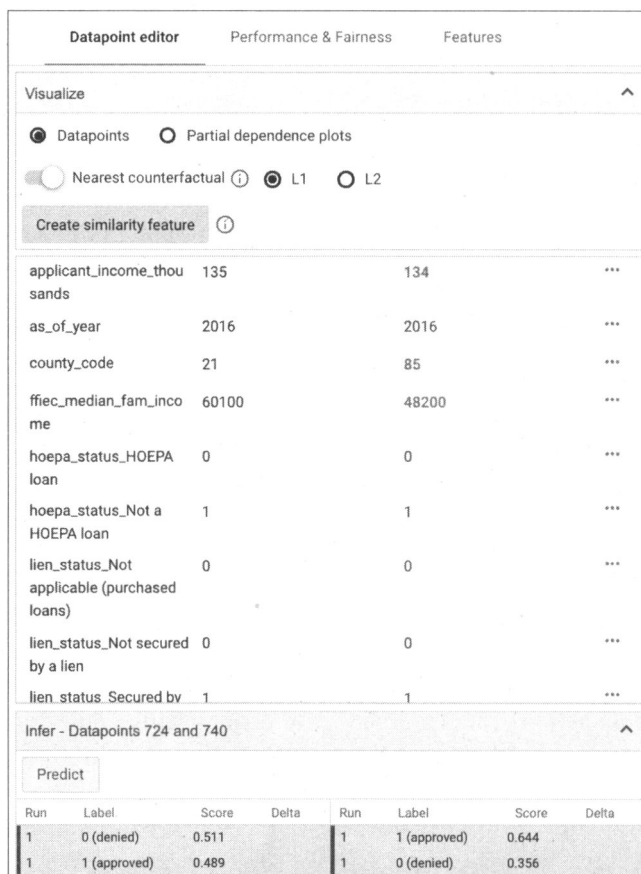 Datapoint editor Performance & Fairness Features
Visualize
Datapoints Partial dependence plots
Nearest counterfactual L1 L2
Create similarity feature
applicant_income_thou 135 134
sands
as_of_year 2016 2016
county_code 21 85
ffiec_median_fam_inco 60100 48200
me
hoepa_status_HOEPA 0 0
loan
hoepa_status_Not a 1 1
HOEPA loan
lien_status_Not 0 0
applicable (purchased
loans)
lien_status_Not secured 0 0
by a lien
lien_status_Secured by 1 1
Infer - Datapoints 724 and 740
Predict
Run Label Score Delta Run Label Score Delta
1 0 (denied) 0.511 1 1 (approved) 0.644
1 1 (approved) 0.489 1 0 (denied) 0.356